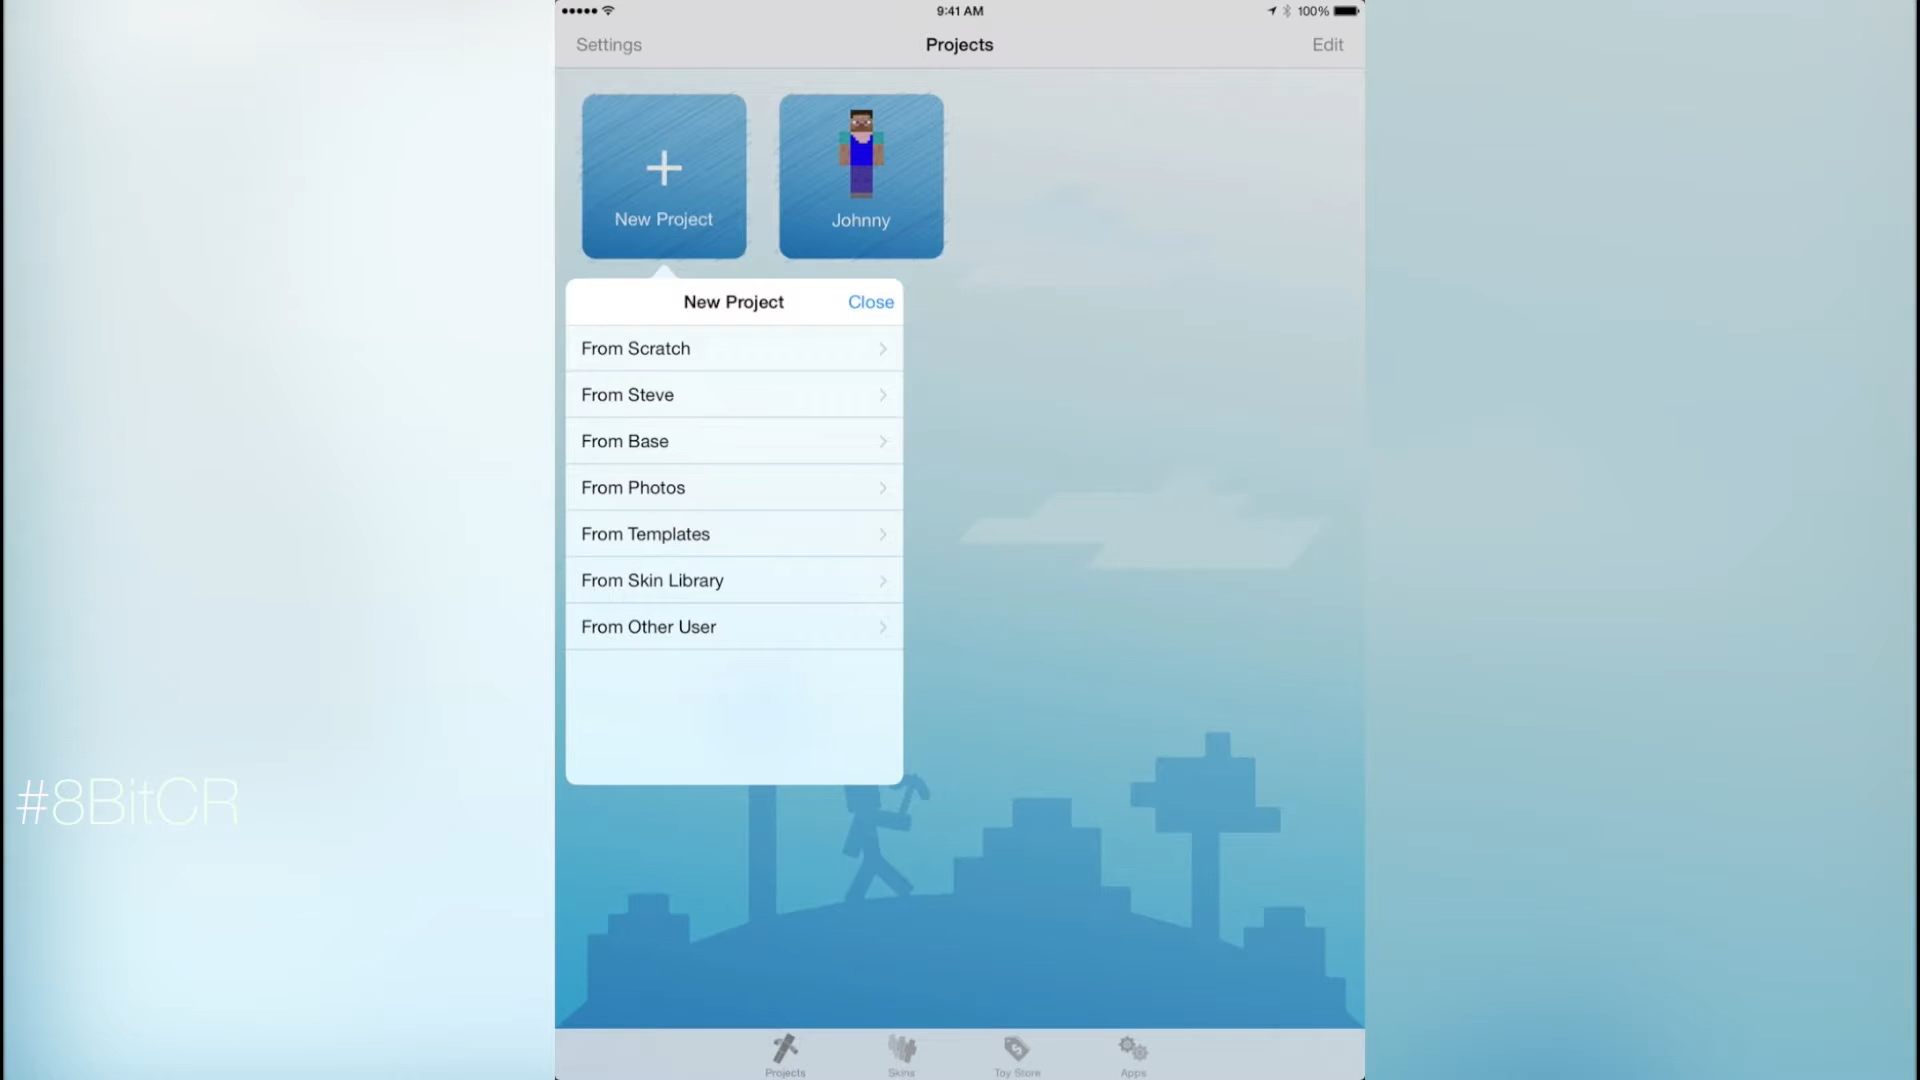 9:41 AM
100%
Settings
Projects
Edit
New Project
Johnny
New Project
Close
From Scratch
From Steve
From Base
From Photos
From Templates
From Skin Library
From Other User
#8BitCR
Projects
Skins
Toy Store
Apps